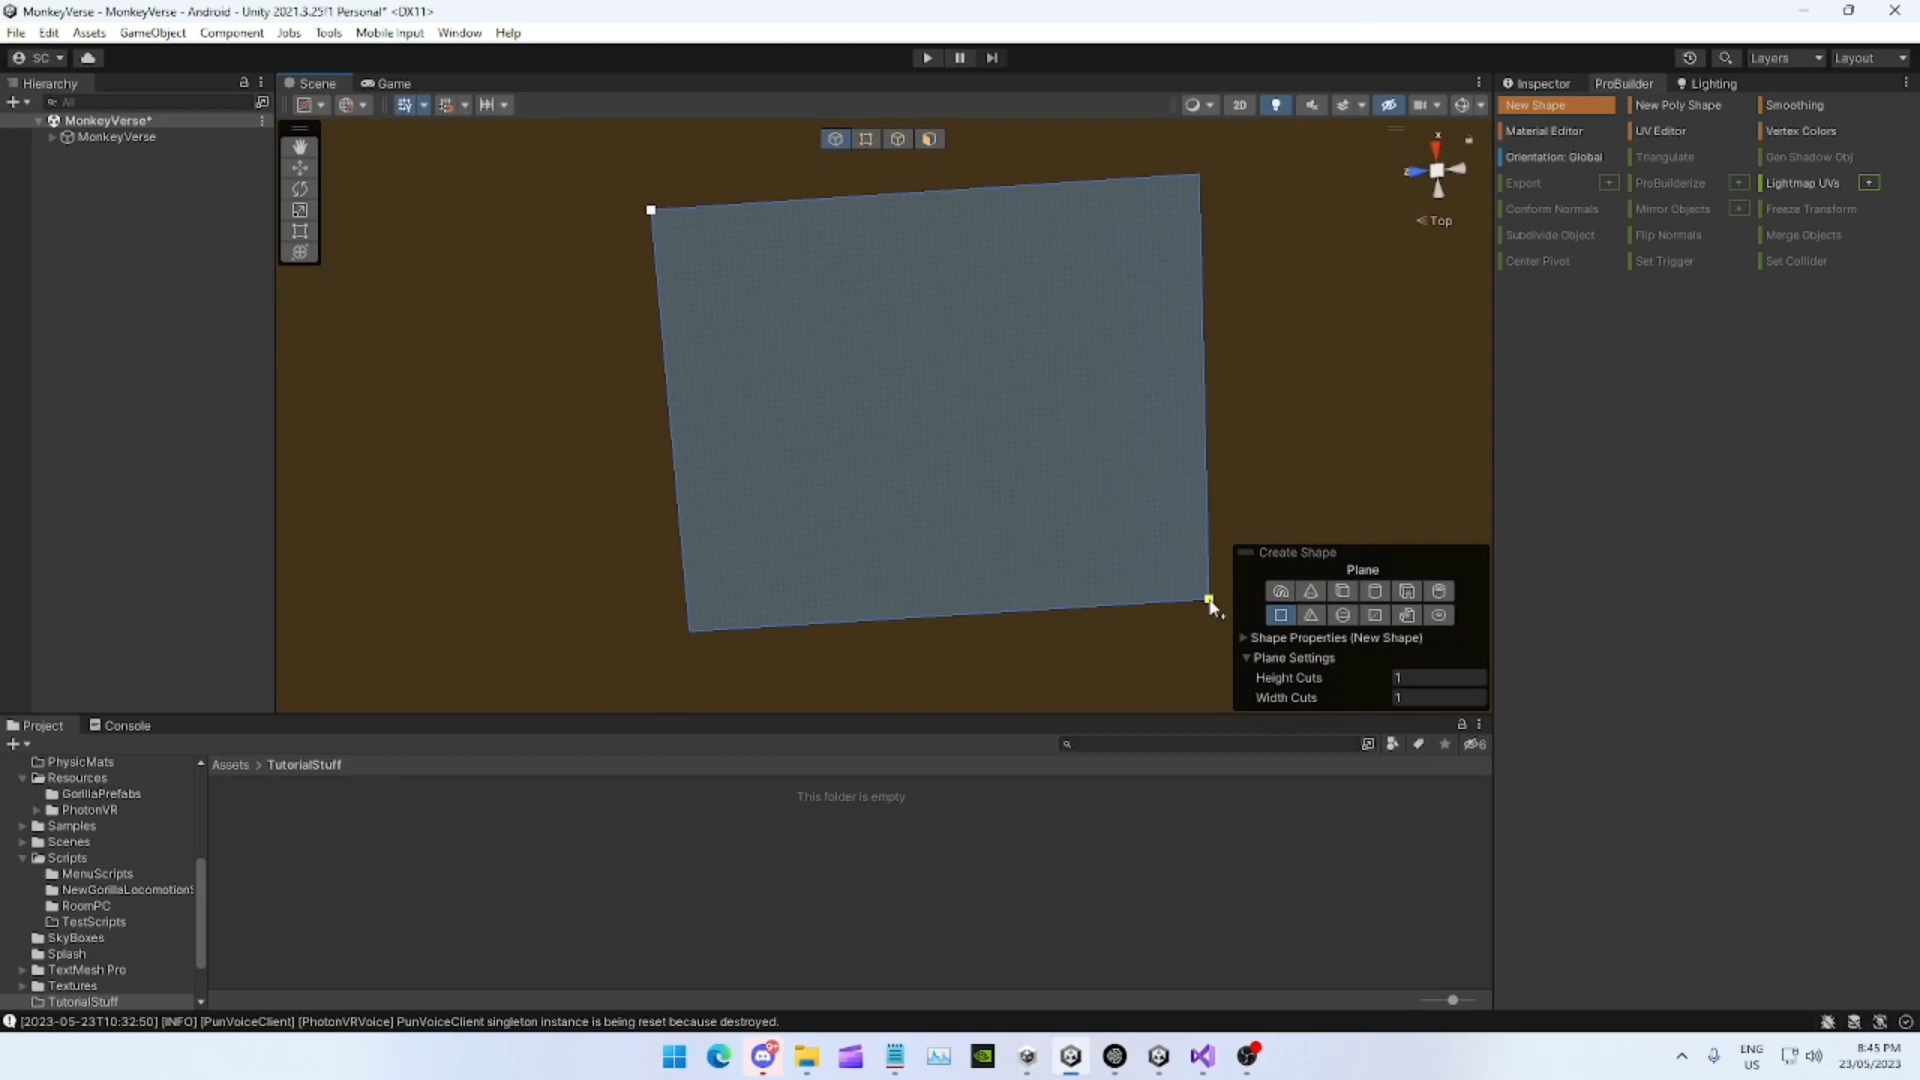 MonkeyVerse - MonkeyVerse - Android - Unity 2021.3.25f1 Personal* <DX11>
File Edit Assets GameObject Component Jobs Tools Mobile Input Window Help
SC Layers Layout
Hierarchy Scene Game Inspector ProBuilder Lighting
All 2D New Shape New Poly Shape Smoothing
MonkeyVerse*
MonkeyVerse
Material Editor UV Editor Vertex Colors
Orientation: Global Triangulate Gen Shadow Obj
Export + ProBuilderize + Lightmap UVs +
Conform Normals Mirror Objects + Freeze Transform
Subdivide Object Flip Normals Merge Objects
Center Pivot Set Trigger Set Collider
x
z
< Top
Create Shape
Plane
Shape Properties (New Shape)
Plane Settings
Height Cuts 1
Width Cuts 1
Project Console
6
Assets > TutorialStuff
This folder is empty
PhysicMats
Resources
GorillaPrefabs
PhotonVR
Samples
Scenes
Scripts
MenuScripts
NewGorillaLocomotion
RoomPC
TestScripts
SkyBoxes
Splash
TextMesh Pro
Textures
TutorialStuff
[2023-05-23T10:32:50] [INFO] [PunVoiceClient] [PhotonVRVoice] PunVoiceClient singleton instance is being reset because destroyed.
ENG
US
8:45 PM
23/05/2023